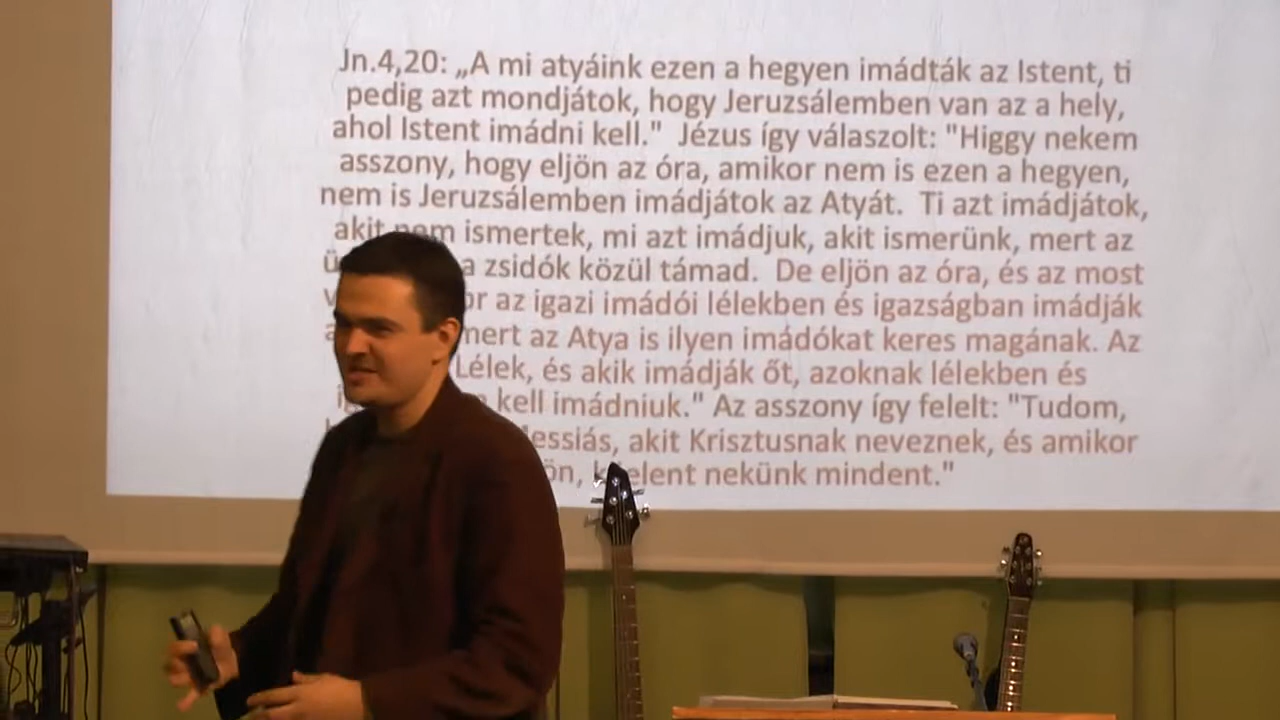 Jn.4,20: „A mi atyáink ezen a hegyen imádták az Istent, ti
pedig azt mondjátok, hogy Jeruzsálemben van az a hely,
ahol Istent imádni kell." Jézus így válaszolt: "Higgy nekem
asszony, hogy eljön az óra, amikor nem is ezen a hegyen,
nem is Jeruzsálemben imádjátok az Atyát. Ti azt imádjátok,
akit nem ismertek, mi azt imádjuk, akit ismerünk, mert az
a zsidók közül támad. De eljön az óra, és az most
az igazi imádói lélekben és igazságban imádják
mert az Atya is ilyen imádókat keres magának. Az
Lélek, és akik imádják őt, azoknak lélekben és
kell imádniuk." Az asszony így felelt: "Tudom,
akit Krisztusnak neveznek, és amikor
nekünk mindent."